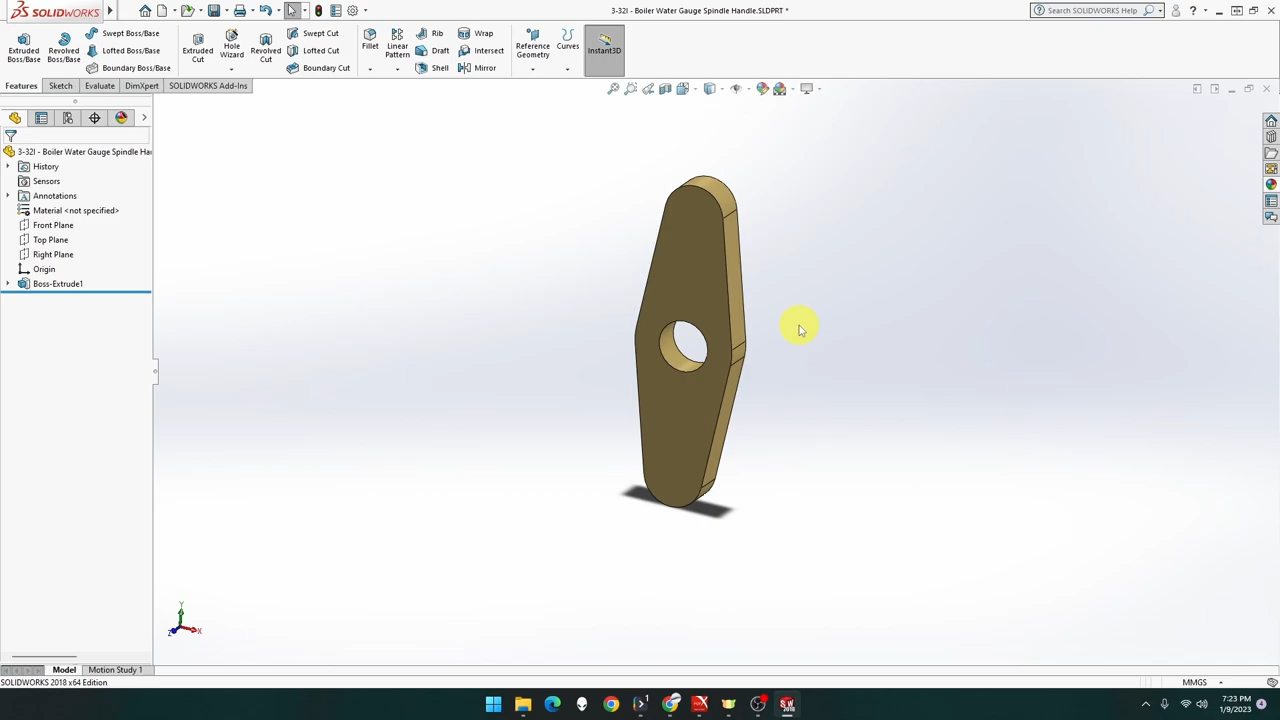 SOLIDWORKS
3-32I - Boiler Water Gauge Spindle Handle.SLDPRT *
Search SOLIDWORKS Help
Extruded Boss/Base
Revolved Boss/Base
Swept Boss/Base
Lofted Boss/Base
Boundary Boss/Base
Extruded Cut
Hole Wizard
Revolved Cut
Swept Cut
Lofted Cut
Boundary Cut
Fillet
Linear Pattern
Rib
Draft
Shell
Wrap
Intersect
Mirror
Reference Geometry
Curves
Instant3D
Features
Sketch
Evaluate
DimXpert
SOLIDWORKS Add-Ins
3-32I - Boiler Water Gauge Spindle Ha
History
Sensors
Annotations
Material <not specified>
Front Plane
Top Plane
Right Plane
Origin
Boss-Extrude1
Y
Z
X
Model
Motion Study 1
SOLIDWORKS 2018 x64 Edition
MMGS
7:23 PM
1/9/2023